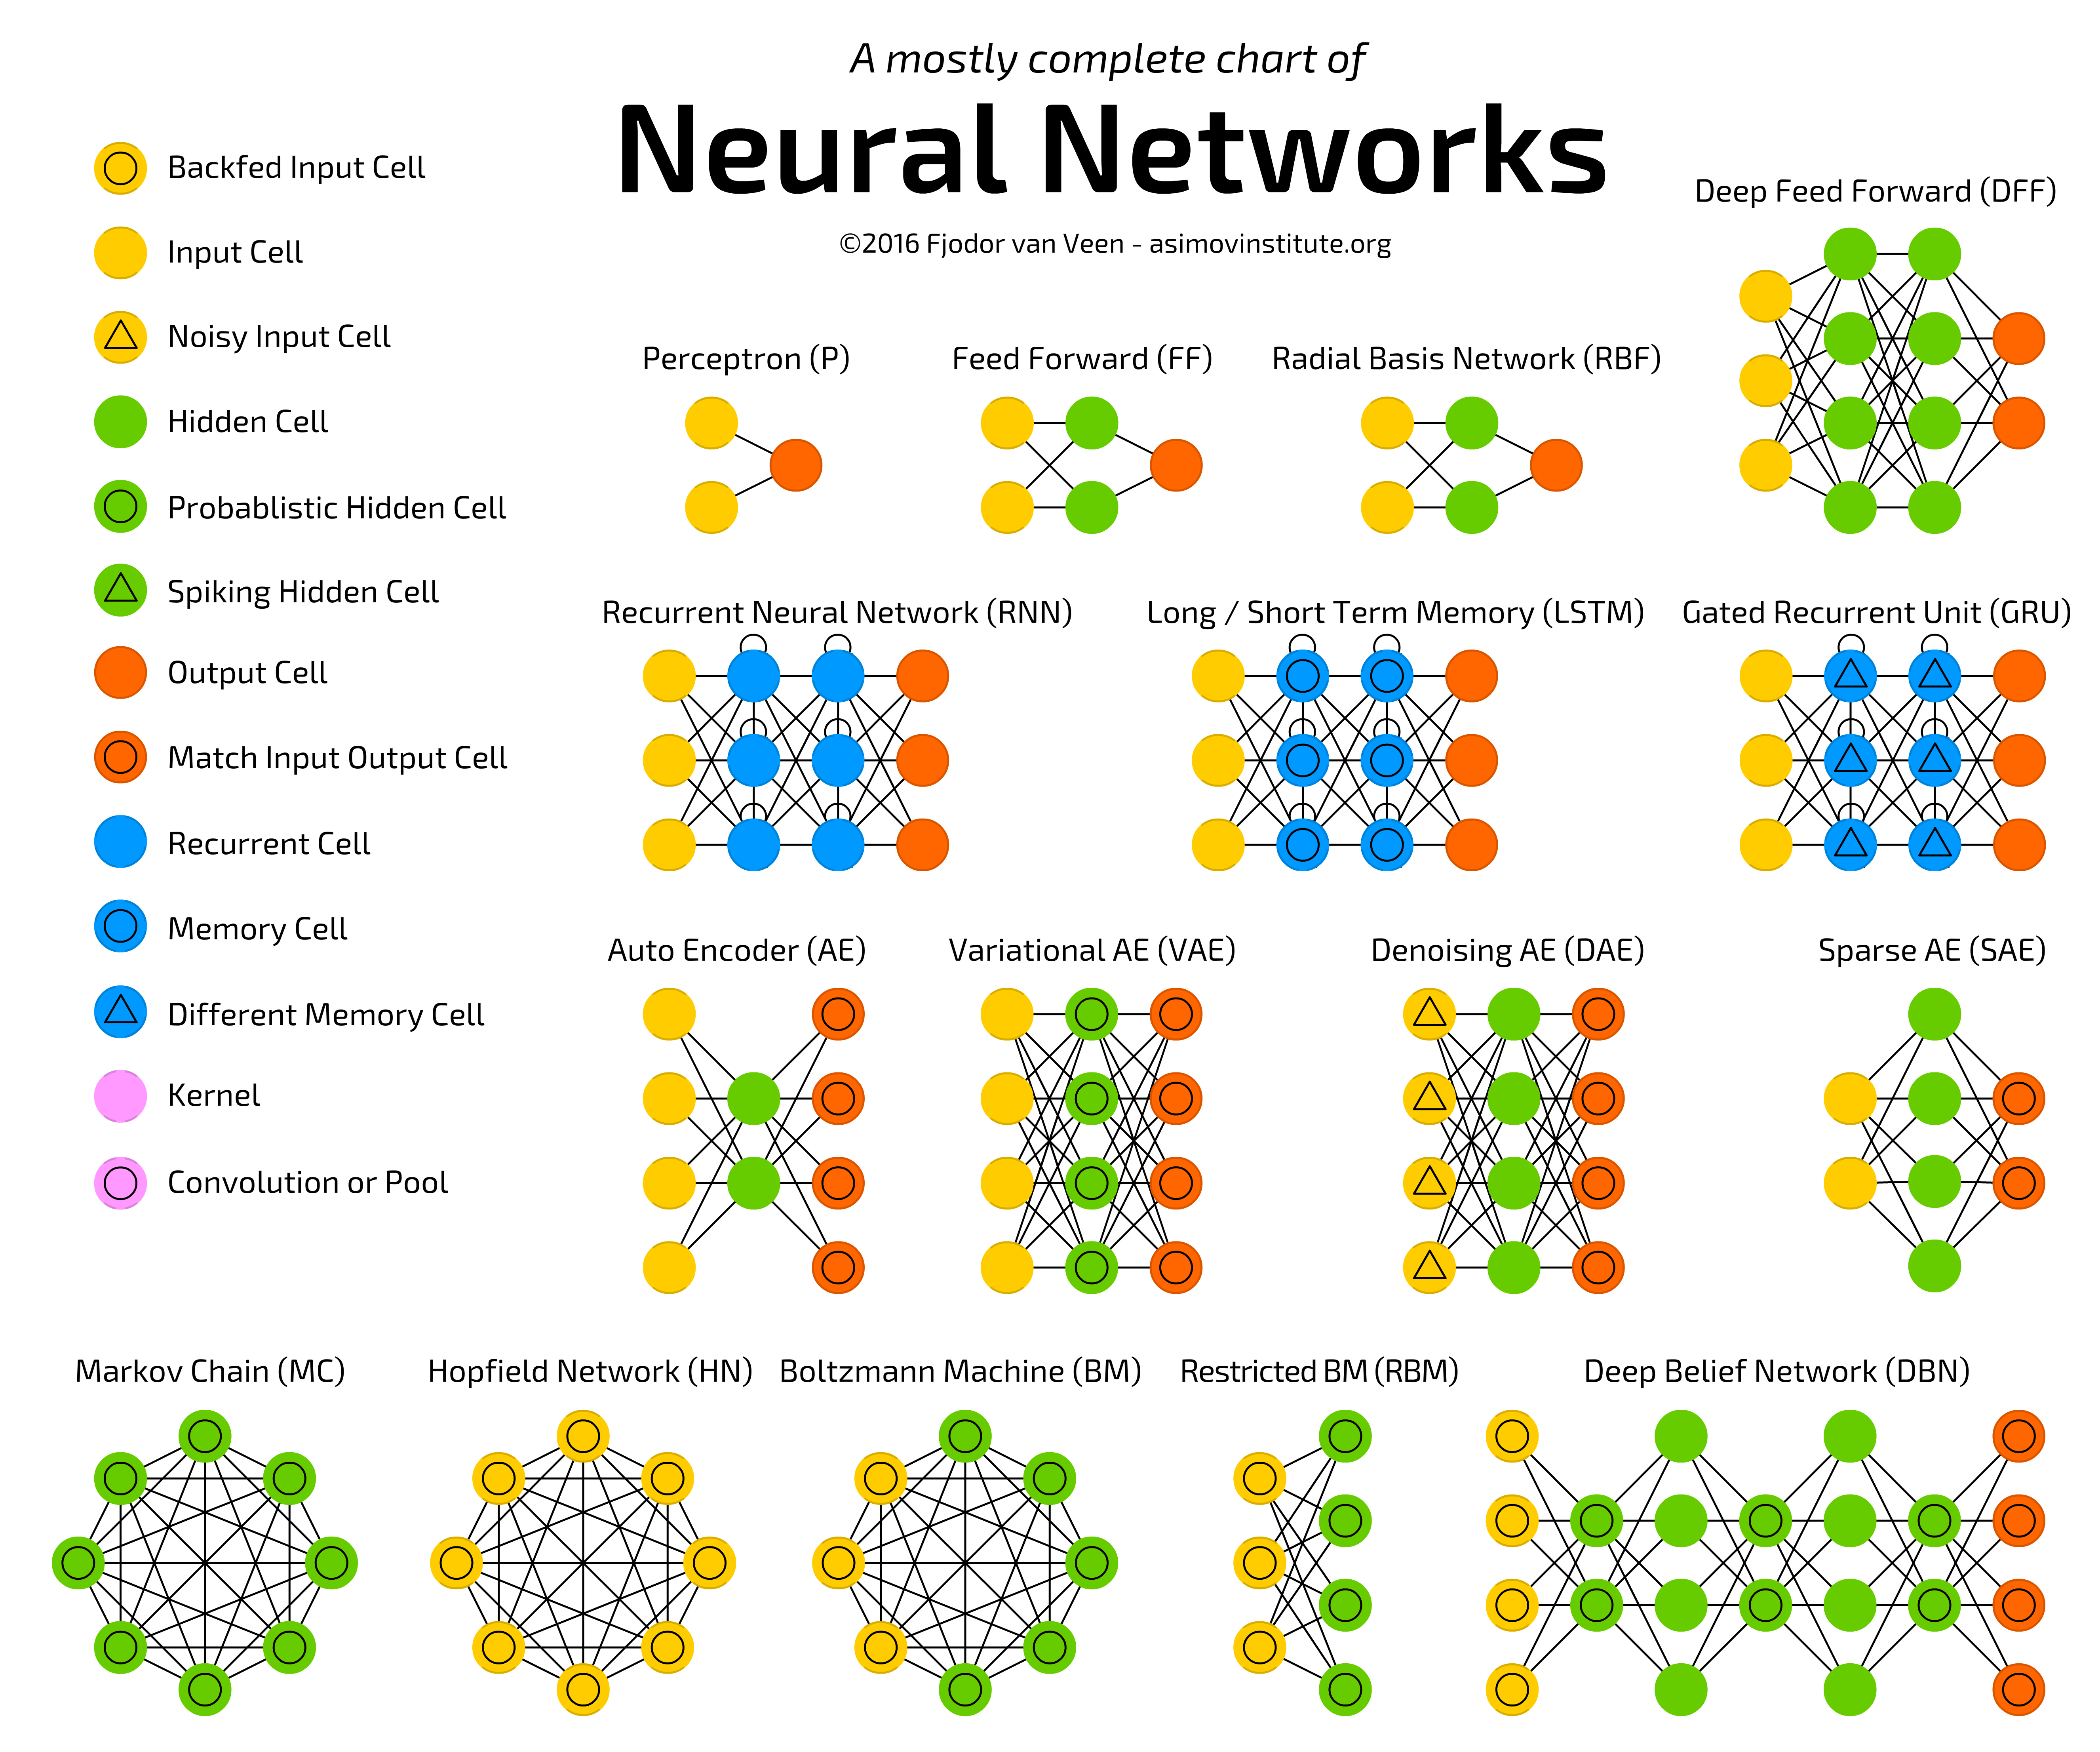 A mostly complete chart of
Neural Networks
©2016 Fjodor van Veen - asimovinstitute.org
Backfed Input Cell
Input Cell
Noisy Input Cell
Hidden Cell
Probablistic Hidden Cell
Spiking Hidden Cell
Output Cell
Match Input Output Cell
Recurrent Cell
Memory Cell
Different Memory Cell
Kernel
Convolution or Pool
Perceptron (P)
Feed Forward (FF)
Radial Basis Network (RBF)
Deep Feed Forward (DFF)
Recurrent Neural Network (RNN)
Long / Short Term Memory (LSTM)
Gated Recurrent Unit (GRU)
Auto Encoder (AE)
Variational AE (VAE)
Denoising AE (DAE)
Sparse AE (SAE)
Markov Chain (MC)
Hopfield Network (HN)
Boltzmann Machine (BM)
Restricted BM (RBM)
Deep Belief Network (DBN)